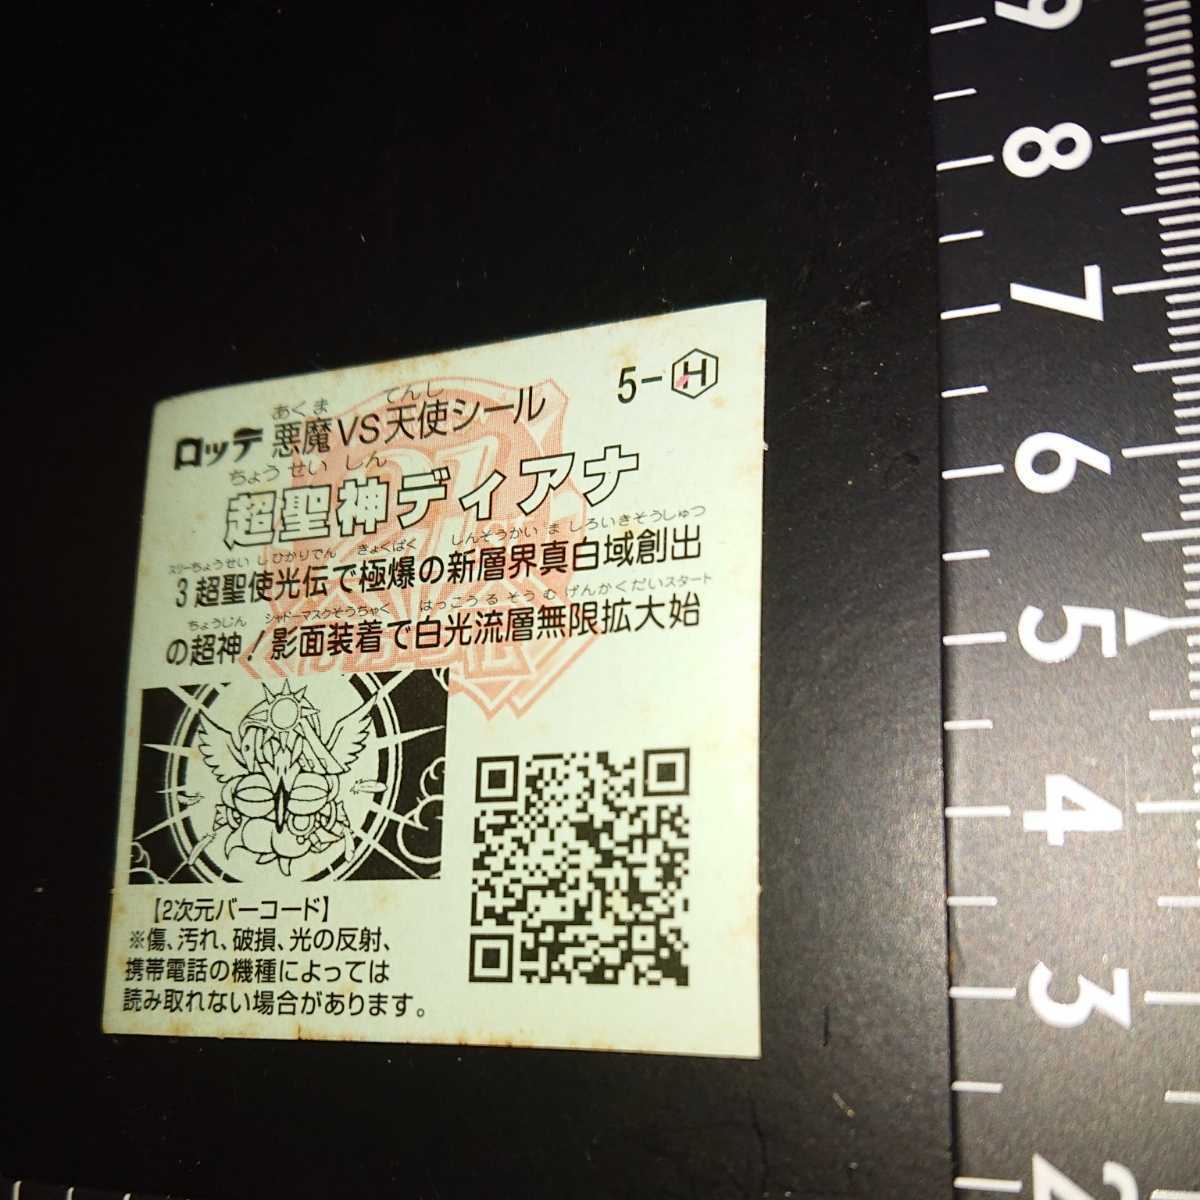 5-H
あくま てんし
ロッテ 悪魔VS天使シール
ちょうせいしん
超聖神ディアナ
スリーちょうせいしひかりでん きょくばく しんそうかいましろいきそうしゅつ
3超聖使光伝で極爆の新層界真白域創出
ちょうじん シャドーマスクそうちゃく はっこうるそうむげんかくだいスタート
の超神!影面装着で白光流層無限拡大始
【2次元バーコード】
※傷、汚れ、破損、光の反射、
携帯電話の機種によっては
読み取れない場合があります。
9
8
7
6
5
4
3
2